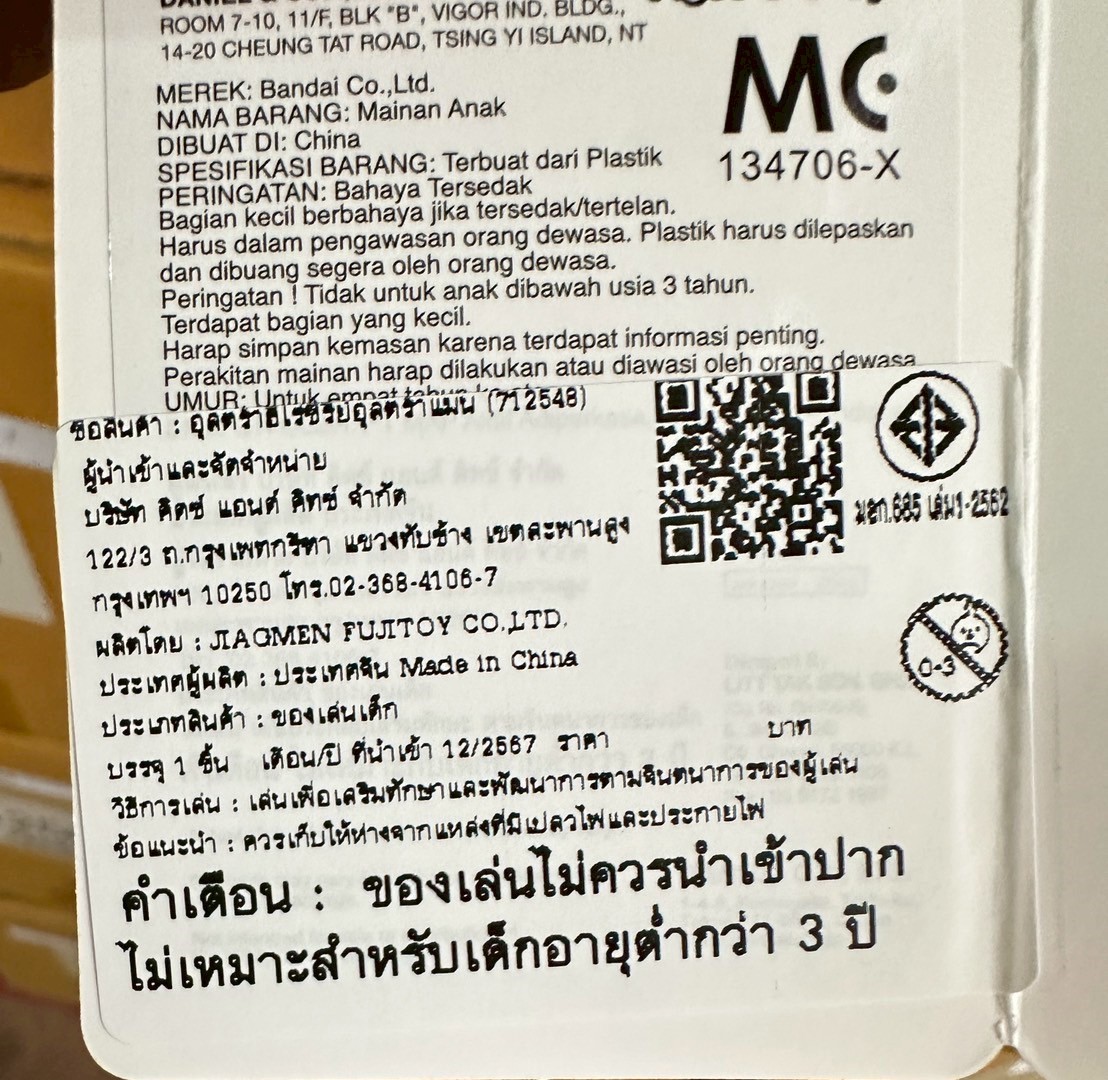 ROOM 7-10, 11/F, BLK "B", VIGOR IND. BLDG.,
14-20 CHEUNG TAT ROAD, TSING YI ISLAND, NT
MC
134706-X
MEREK: Bandai Co.,Ltd.
NAMA BARANG: Mainan Anak
DIBUAT DI: China
SPESIFIKASI BARANG: Terbuat dari Plastik
PERINGATAN: Bahaya Tersedak
Bagian kecil berbahaya jika tersedak/tertelan.
Harus dalam pengawasan orang dewasa. Plastik harus dilepaskan
dan dibuang segera oleh orang dewasa.
Peringatan ! Tidak untuk anak dibawah usia 3 tahun.
Terdapat bagian yang kecil.
Harap simpan kemasan karena terdapat informasi penting.
Perakitan mainan harap dilakukan atau diawasi oleh orang dewasa
UMUR: Untuk empat tahun
ชื่อสินค้า : อุลตร้าฮีโร่ซีรีย์อุลตร้าแมน (712548)
ผู้นำเข้าและจัดจำหน่าย
บริษัท คิดซ์ แอนด์ คิทซ์ จำกัด
122/3 ถ.กรุงเทพกรีฑา แขวงทับช้าง เขตสะพานสูง
กรุงเทพฯ 10250 โทร.02-368-4106-7
ผลิตโดย : JIAGMEN FUJITOY CO.,LTD.
ประเทศผู้ผลิต : ประเทศจีน Made in China
ประเภทสินค้า : ของเล่นเด็ก
บรรจุ 1 ชิ้น เดือน/ปี ที่นำเข้า 12/2567 ราคา บาท
วิธีการเล่น : เล่นเพื่อเสริมทักษะและพัฒนาการตามจินตนาการของผู้เล่น
ข้อแนะนำ : ควรเก็บให้ห่างจากแหล่งที่มีเปลวไฟและประกายไฟ
คำเตือน : ของเล่นไม่ควรนำเข้าปาก
ไม่เหมาะสำหรับเด็กอายุต่ำกว่า 3 ปี
มอก.685 เล่ม1-2562
0-3